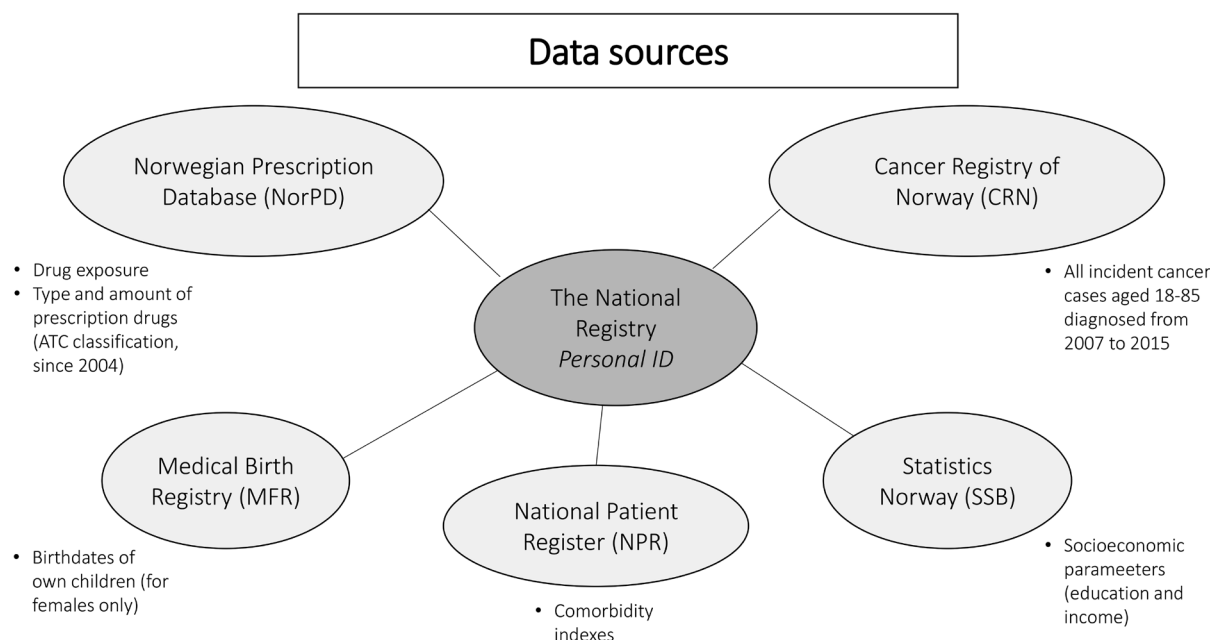 Data sources
Norwegian Prescription
Database (NorPD)
Cancer Registry of
Norway (CRN)
• Drug exposure
• Type and amount of
prescription drugs
(ATC classification,
since 2004)
The National
Registry
Personal ID
• All incident cancer
cases aged 18-85
diagnosed from
2007 to 2015
Medical Birth
Registry (MFR)
• Birthdates of
own children (for
females only)
National Patient
Register (NPR)
• Comorbidity
indexes
Statistics
Norway (SSB)
• Socioeconomic
parameeters
(education and
income)